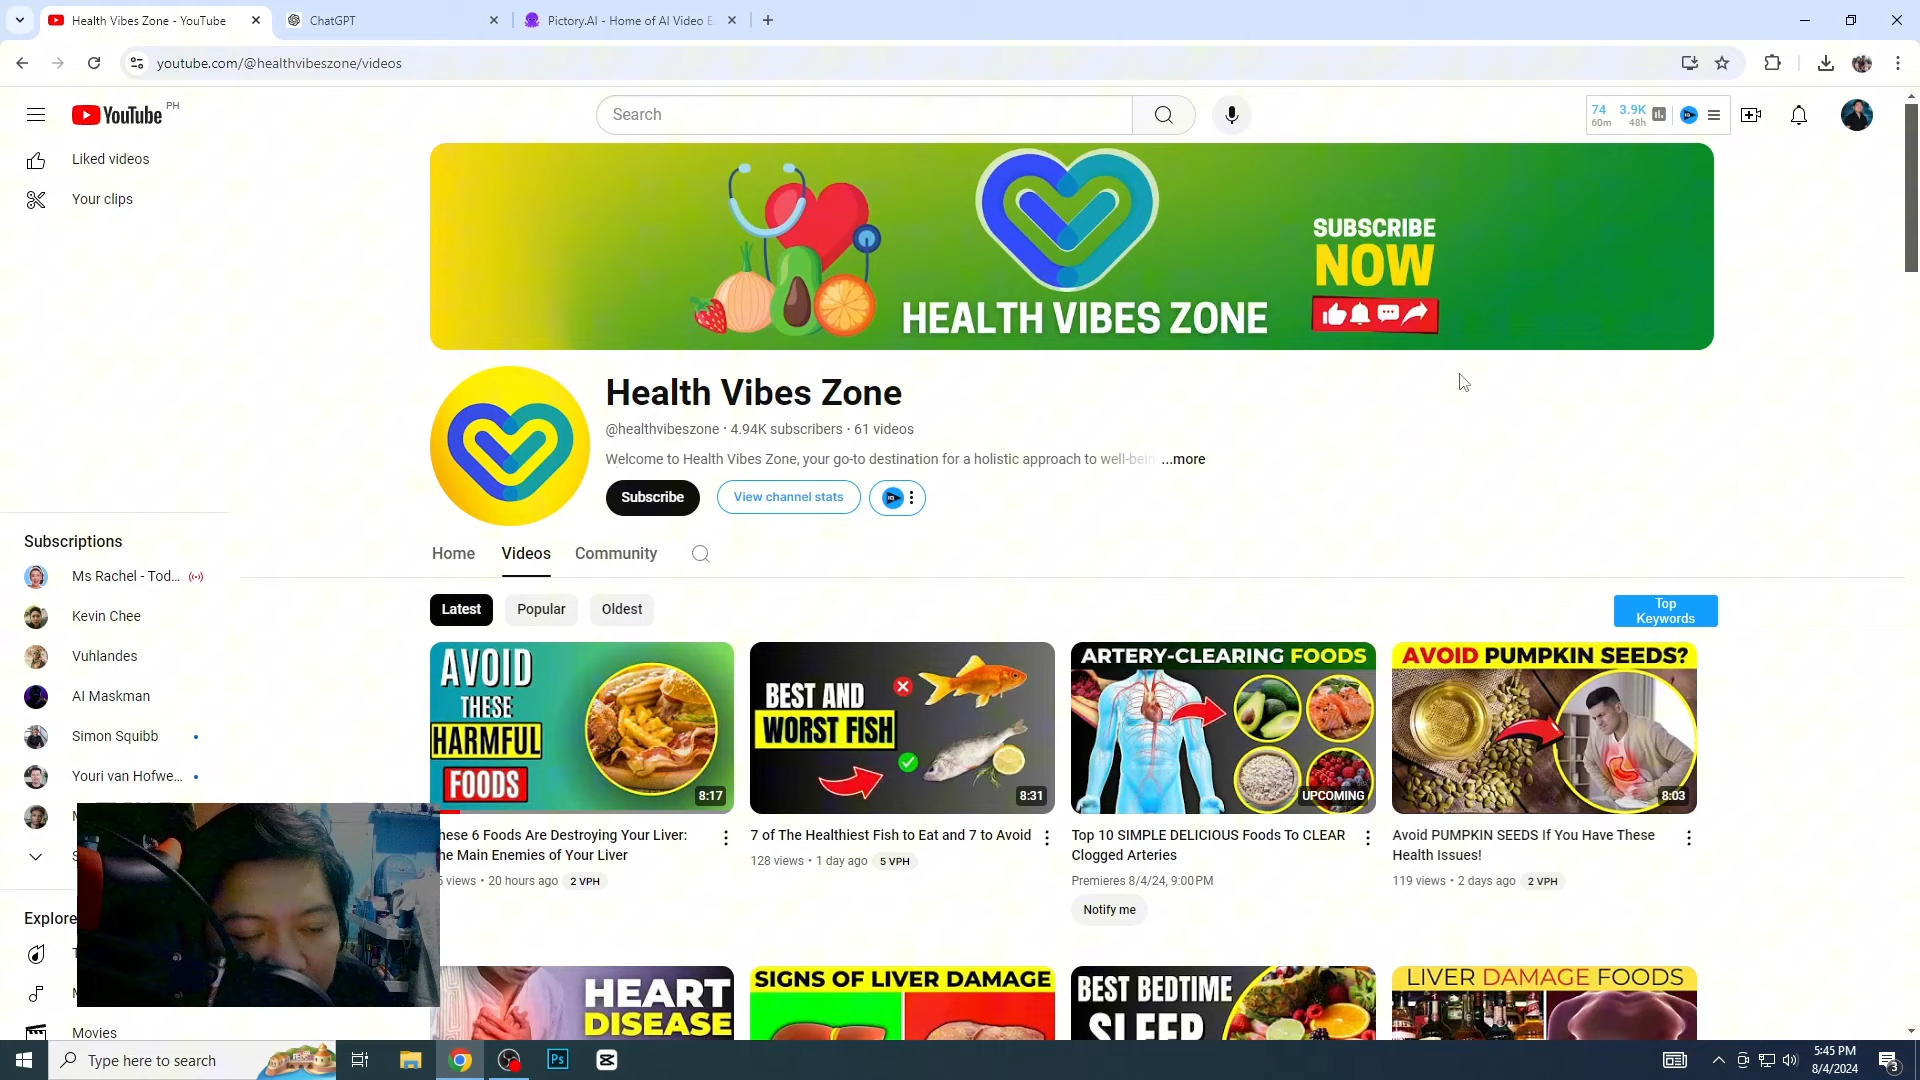 Health Vibes Zone - YouTube
ChatGPT
Pictory.AI - Home of AI Video E
youtube.com/@healthvibeszone/videos
YouTube PH
Search
74 3.9K
60m 48h
Liked videos
Your clips
SUBSCRIBE
NOW
HEALTH VIBES ZONE
Health Vibes Zone
@healthvibeszone · 4.94K subscribers · 61 videos
Welcome to Health Vibes Zone, your go-to destination for a holistic approach to well-bein ...more
Subscribe
View channel stats
Home
Videos
Community
Subscriptions
Ms Rachel - Tod...
Kevin Chee
Vuhlandes
AI Maskman
Simon Squibb
Youri van Hofwe...
Explore
Movies
Latest
Popular
Oldest
Top
Keywords
AVOID
THESE
HARMFUL
FOODS
8:17
BEST AND
WORST FISH
8:31
ARTERY-CLEARING FOODS
UPCOMING
AVOID PUMPKIN SEEDS?
8:03
hese 6 Foods Are Destroying Your Liver:
he Main Enemies of Your Liver
5 views · 20 hours ago 2 VPH
7 of The Healthiest Fish to Eat and 7 to Avoid
128 views · 1 day ago 5 VPH
Top 10 SIMPLE DELICIOUS Foods To CLEAR
Clogged Arteries
Premieres 8/4/24, 9:00 PM
Notify me
Avoid PUMPKIN SEEDS If You Have These
Health Issues!
119 views · 2 days ago 2 VPH
HEART
DISEASE
SIGNS OF LIVER DAMAGE
BEST BEDTIME
SLEEP
LIVER DAMAGE FOODS
Type here to search
Ps
5:45 PM
8/4/2024
3